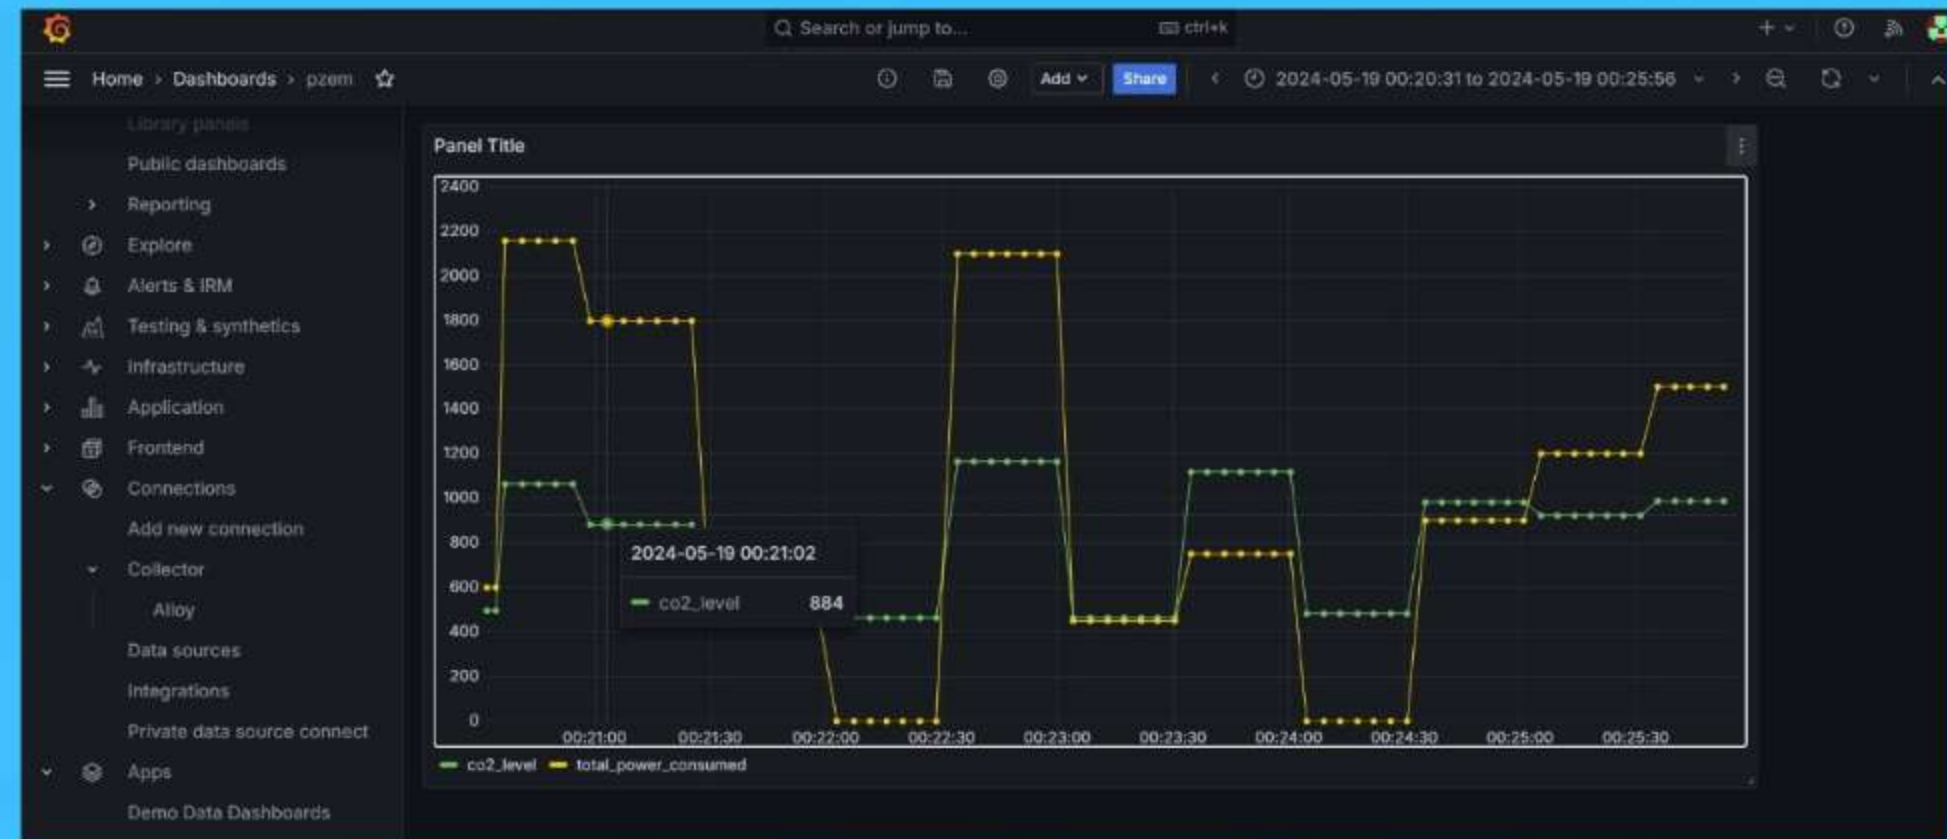 Search or jump to...
ctrl+k
Home › Dashboards › pzem
Add
Share
2024-05-19 00:20:31 to 2024-05-19 00:25:56
Library panels
Public dashboards
Reporting
Explore
Alerts & IRM
Testing & synthetics
Infrastructure
Application
Frontend
Connections
Add new connection
Collector
Alloy
Data sources
Integrations
Private data source connect
Apps
Demo Data Dashboards
Panel Title
2400
2200
2000
1800
1600
1400
1200
1000
800
600
400
200
0
2024-05-19 00:21:02
co2_level 884
00:21:00 00:21:30 00:22:00 00:22:30 00:23:00 00:23:30 00:24:00 00:24:30 00:25:00 00:25:30
co2_level total_power_consumed